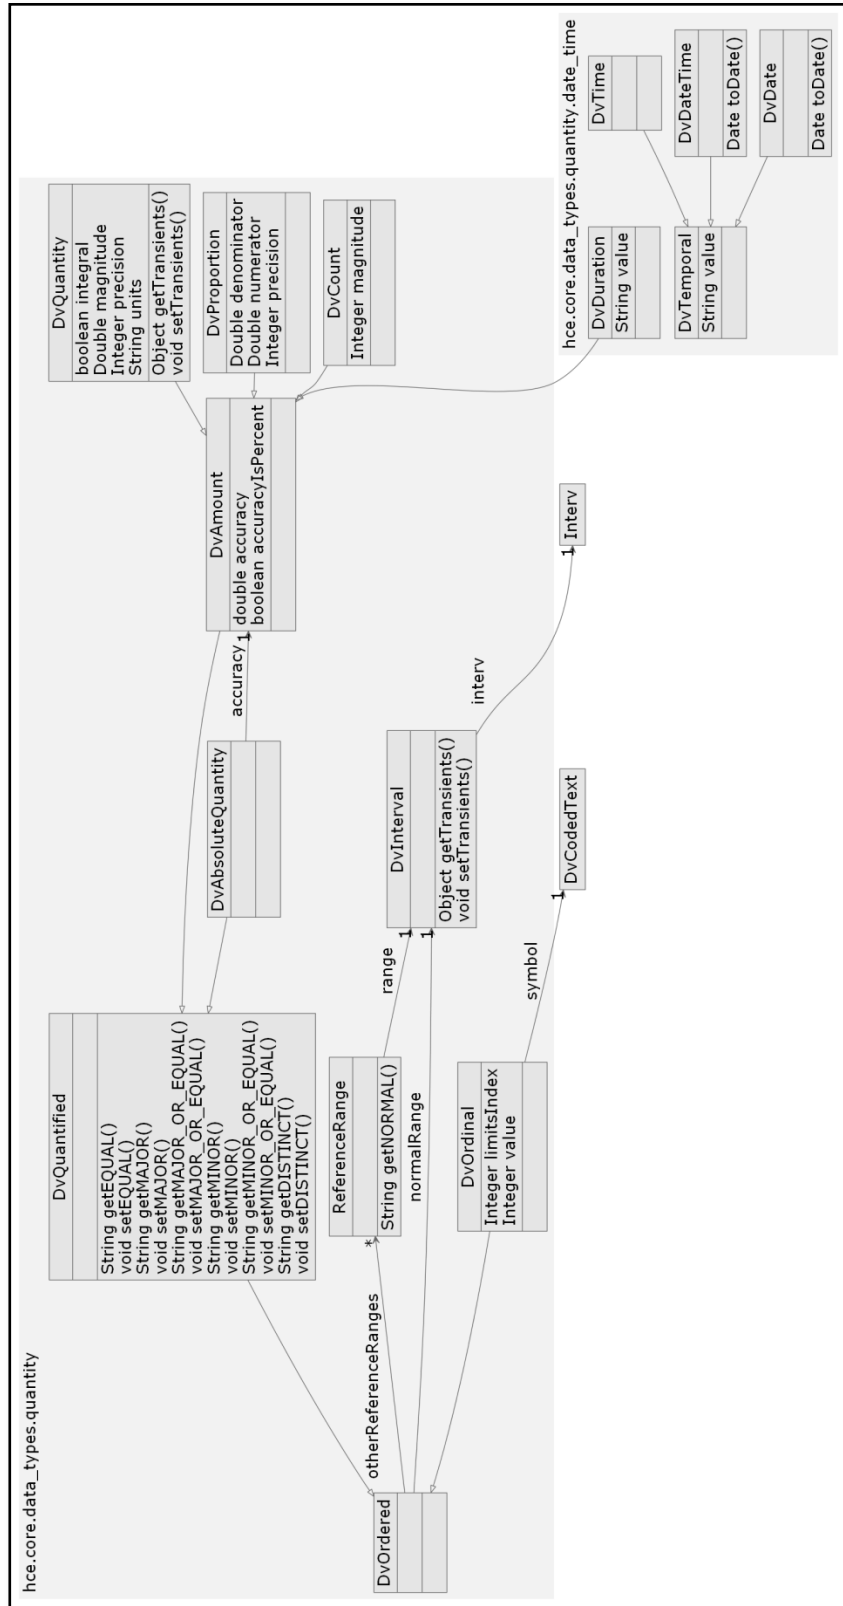 hce.core.data_types.quantity
DvQuantified
String getEQUAL()
void setEQUAL()
String getMAJOR()
void setMAJOR()
String getMAJOR_OR_EQUAL()
void setMAJOR_OR_EQUAL()
String getMINOR()
void setMINOR()
String getMINOR_OR_EQUAL()
void setMINOR_OR_EQUAL()
String getDISTINCT()
void setDISTINCT()
DvQuantity
boolean integral
Double magnitude
Integer precision
String units
Object getTransients()
void setTransients()
DvProportion
Double denominator
Double numerator
Integer precision
DvCount
Integer magnitude
DvAmount
double accuracy
boolean accuracyIsPercent
accuracy
1
DvAbsoluteQuantity
ReferenceRange
String getNORMAL()
*
otherReferenceRanges
DvOrdered
normalRange
1
range
1
DvInterval
Object getTransients()
void setTransients()
interv
1
Interv
DvOrdinal
Integer limitsIndex
Integer value
symbol
1
DvCodedText
hce.core.data_types.quantity.date_time
DvDuration
String value
DvTime
DvTemporal
String value
DvDateTime
Date toDate()
DvDate
Date toDate()